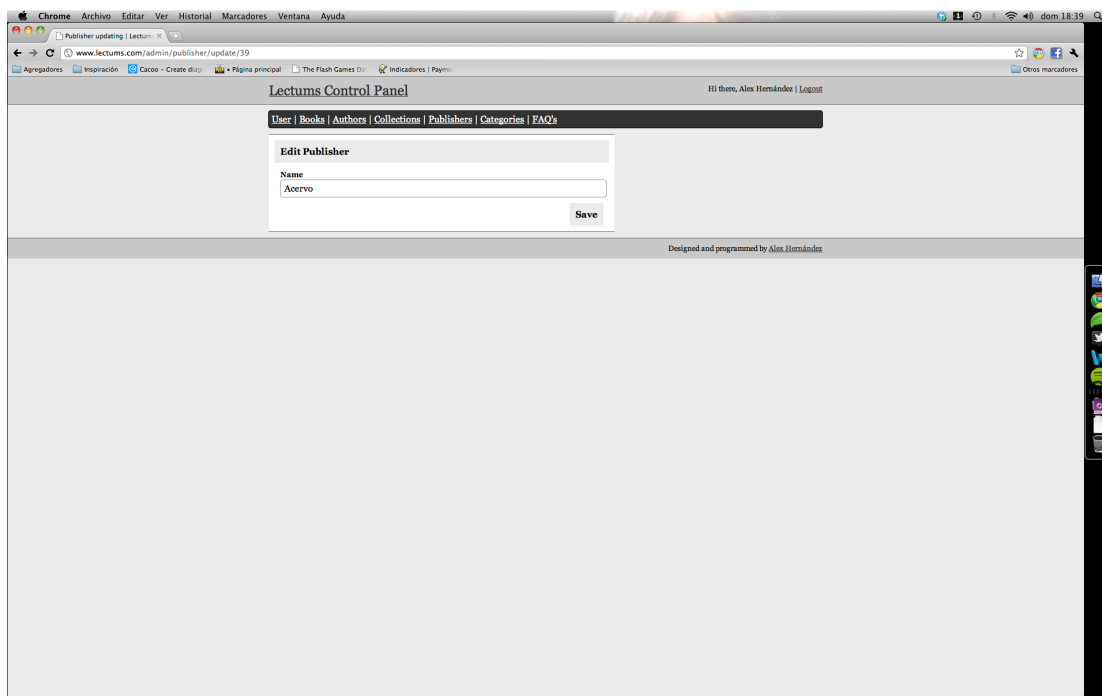 Chrome Archivo Editar Ver Historial Marcadores Ventana Ayuda dom 18:39
Publisher updating | Lectums
www.lectums.com/admin/publisher/update/39
Agregadores Inspiración Cacoo - Create diag • Página principal The Flash Games Da Indicadores | Payme Otros marcadores
Lectums Control Panel Hi there, Alex Hernández | Logout
User | Books | Authors | Collections | Publishers | Categories | FAQ's
Edit Publisher
Name
Acervo
Save
Designed and programmed by Alex Hernández